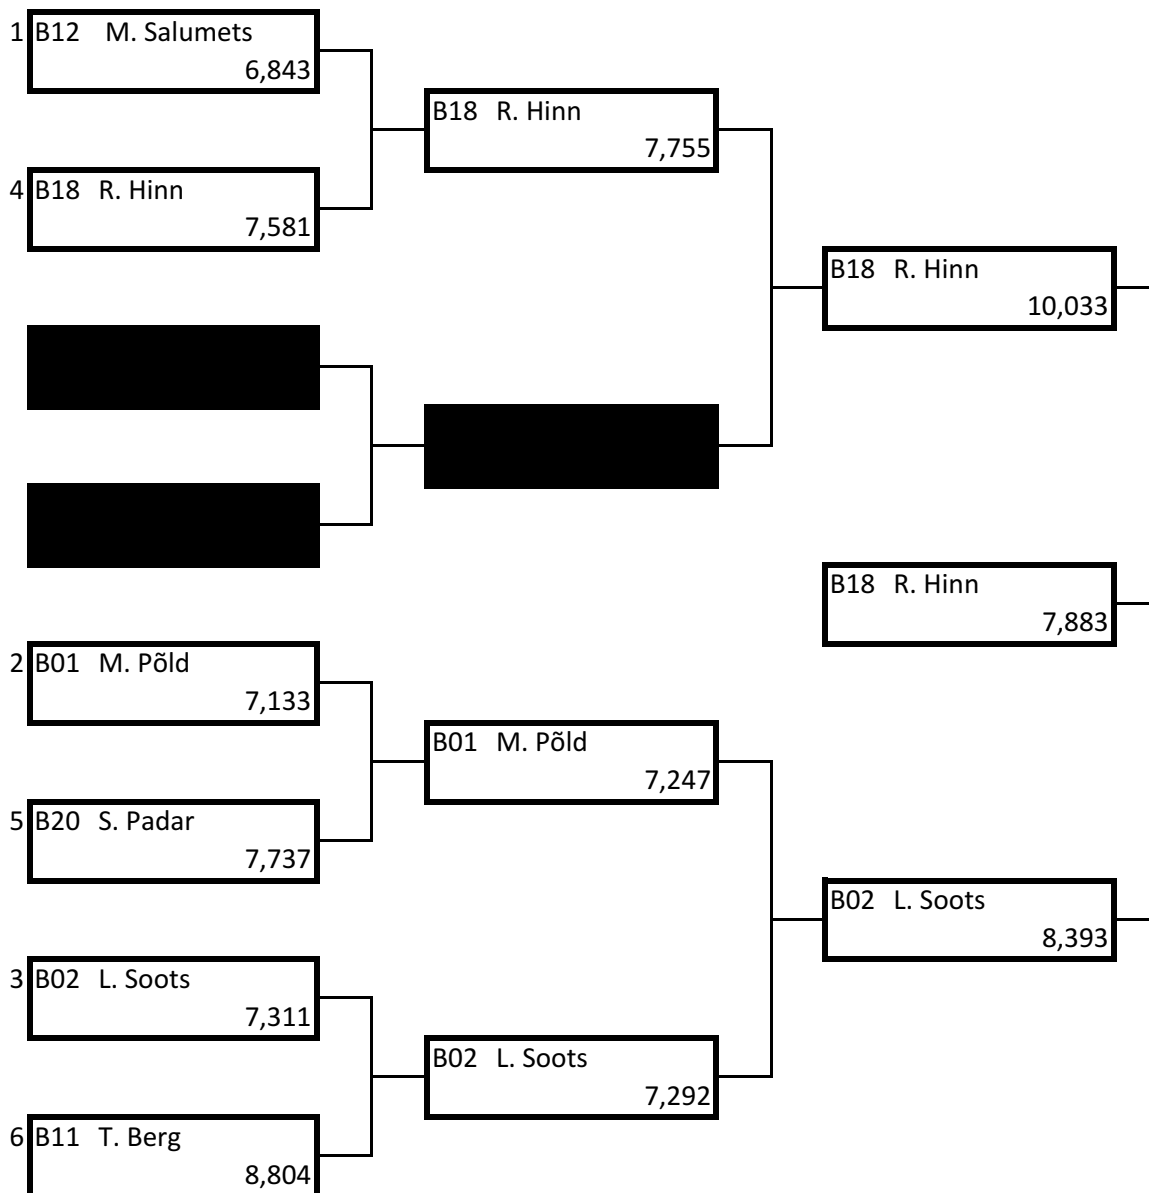 1 B12 M. Salumets
6,843
B18 R. Hinn
7,755
4 B18 R. Hinn
7,581
B18 R. Hinn
10,033
B18 R. Hinn
7,883
2 B01 M. Põld
7,133
B01 M. Põld
7,247
5 B20 S. Padar
7,737
B02 L. Soots
8,393
3 B02 L. Soots
7,311
B02 L. Soots
7,292
6 B11 T. Berg
8,804